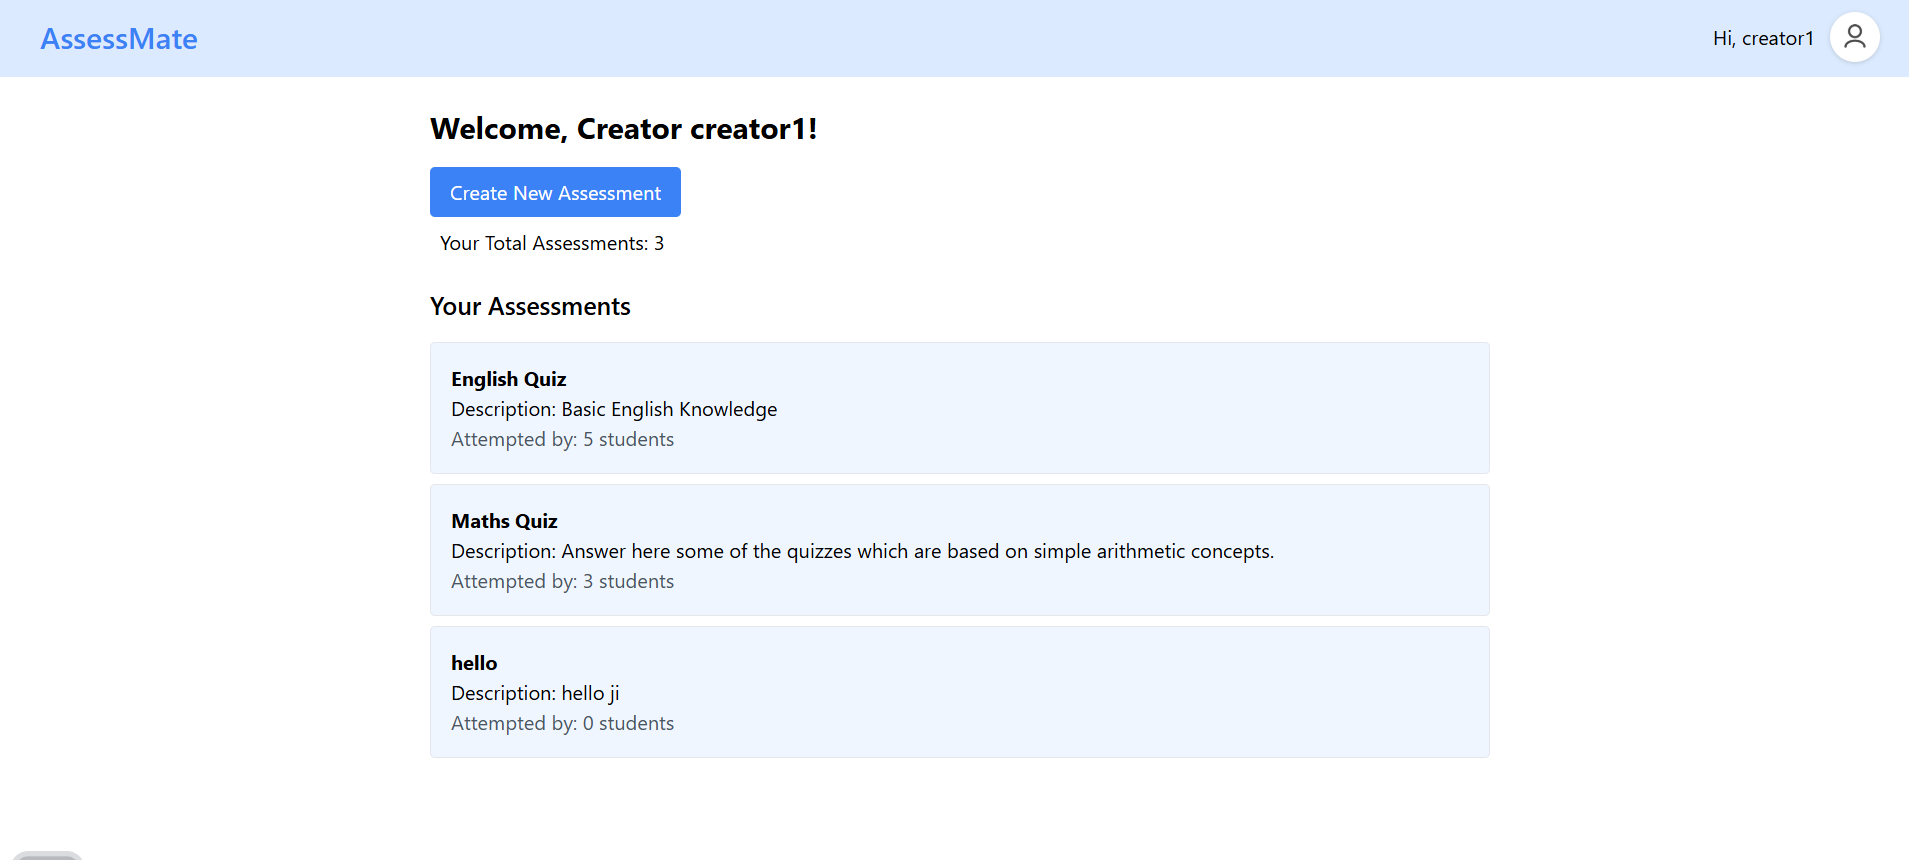 AssessMate
Hi, creator1
Welcome, Creator creator1!
Create New Assessment
Your Total Assessments: 3
Your Assessments
English Quiz
Description: Basic English Knowledge
Attempted by: 5 students
Maths Quiz
Description: Answer here some of the quizzes which are based on simple arithmetic concepts.
Attempted by: 3 students
hello
Description: hello ji
Attempted by: 0 students